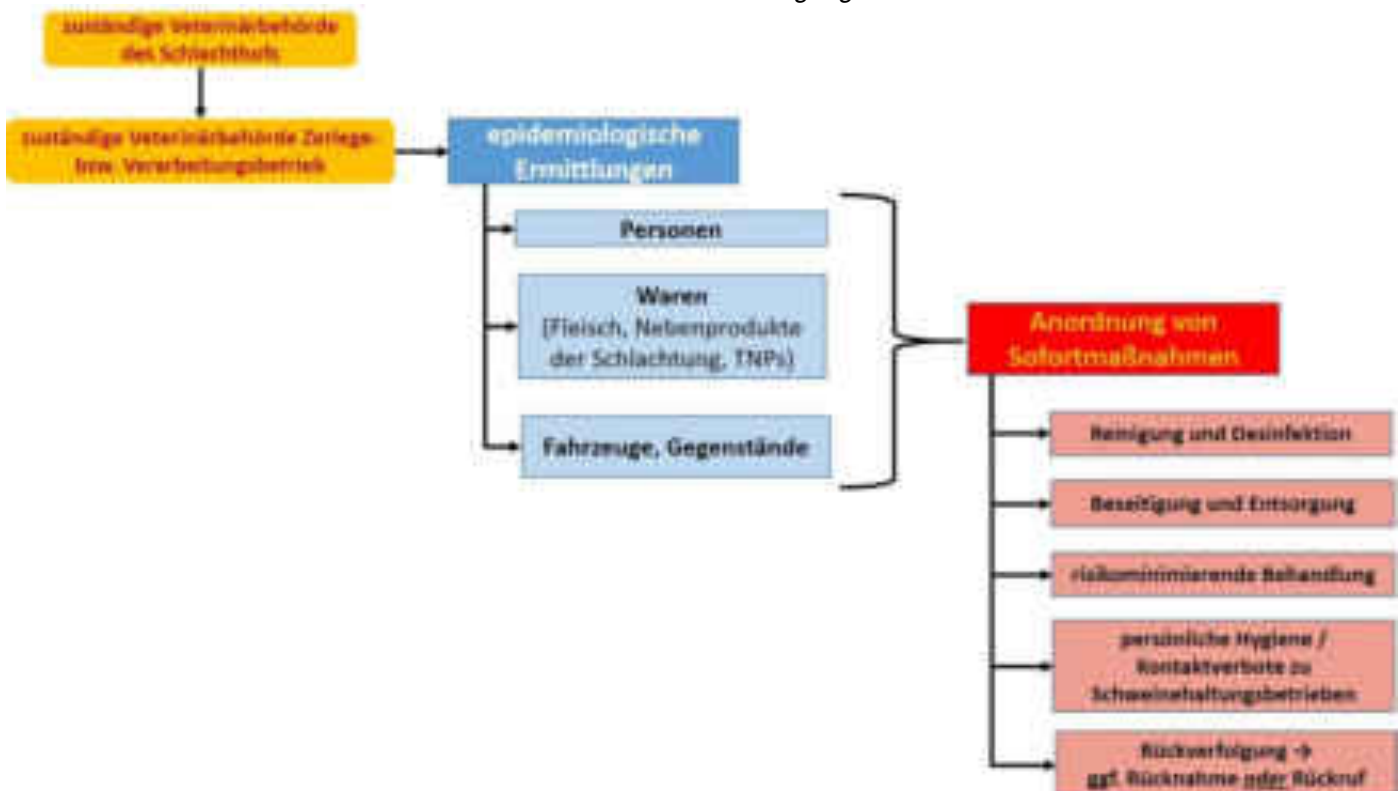 zuständige Veterinärbehörde
des Schlachthofs
zuständige Veterinärbehörde Zerlege-
bzw. Verarbeitungsbetrieb
epidemiologische
Ermittlungen
Personen
Waren
(Fleisch, Nebenprodukte
der Schlachtung, TNPs)
Fahrzeuge, Gegenstände
Anordnung von
Sofortmaßnahmen
Reinigung und Desinfektion
Beseitigung und Entsorgung
risikominimierende Behandlung
persönliche Hygiene /
Kontaktverbote zu
Schweinehaltungsbetrieben
Rückverfolgung →
ggf. Rücknahme oder Rückruf